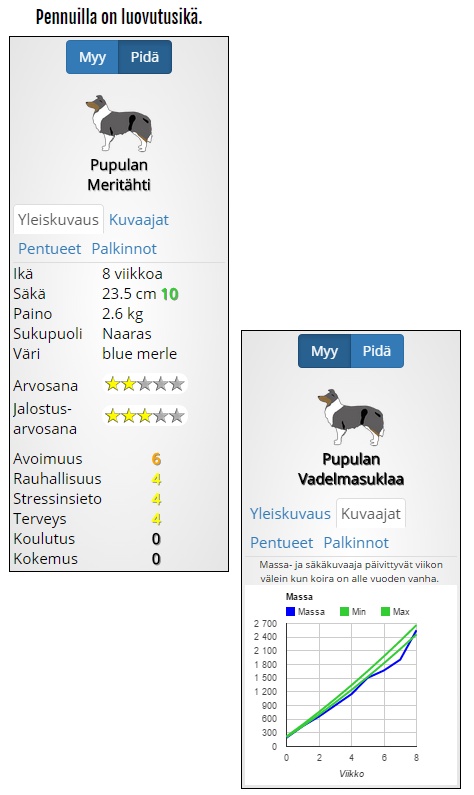 Pennuilla on luovutusikä.
Myy Pidä
Pupulan
Meritähti
Yleiskuvaus Kuvaajat
Pentueet Palkinnot
Ikä 8 viikkoa
Säkä 23.5 cm 10
Paino 2.6 kg
Sukupuoli Naaras
Väri blue merle
Arvosana
Jalostus-
arvosana
Avoimuus 6
Rauhallisuus 4
Stressinsieto 4
Terveys 4
Koulutus 0
Kokemus 0
Myy Pidä
Pupulan
Vadelmasuklaa
Yleiskuvaus Kuvaajat
Pentueet Palkinnot
Massa- ja säkäkuvaaja päivittyvät viikon
välein kun koira on alle vuoden vanha.
Massa
Massa Min Max
2 700
2 400
2 100
1 800
1 500
1 200
900
600
300
0
0 2 4 6 8
Viikko